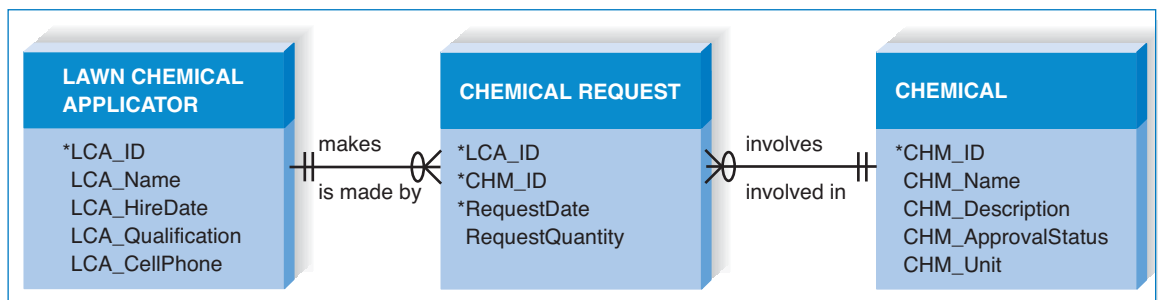 LAWN CHEMICAL
APPLICATOR
*LCA_ID
LCA_Name
LCA_HireDate
LCA_Qualification
LCA_CellPhone
makes
is made by
CHEMICAL REQUEST
*LCA_ID
*CHM_ID
*RequestDate
RequestQuantity
involves
involved in
CHEMICAL
*CHM_ID
CHM_Name
CHM_Description
CHM_ApprovalStatus
CHM_Unit